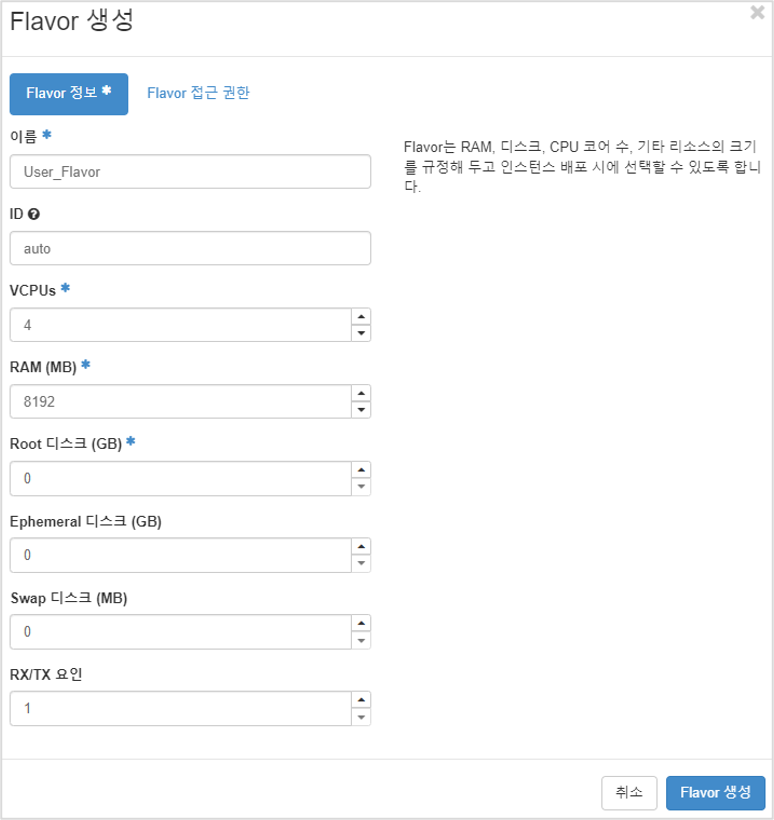 Flavor 생성
Flavor 정보 *
Flavor 접근 권한
이름 *
User_Flavor
Flavor는 RAM, 디스크, CPU 코어 수, 기타 리소스의 크기
를 규정해 두고 인스턴스 배포 시에 선택할 수 있도록 합니
다.
ID
auto
VCPUs *
4
RAM (MB) *
8192
Root 디스크 (GB) *
0
Ephemeral 디스크 (GB)
0
Swap 디스크 (MB)
0
RX/TX 요인
1
취소
Flavor 생성